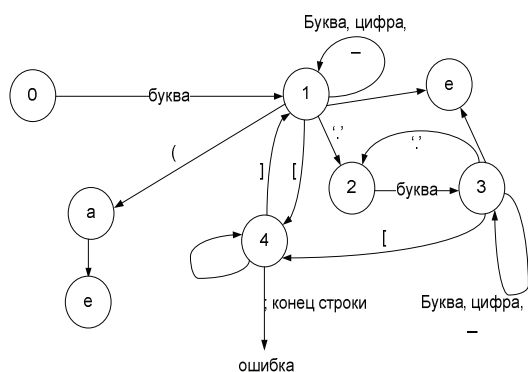 Буква, цифра,
_
0
буква
1
e
‘.’
‘.’
(
]
[
a
2
буква
3
4
[
e
; конец строки
Буква, цифра,
_
ошибка